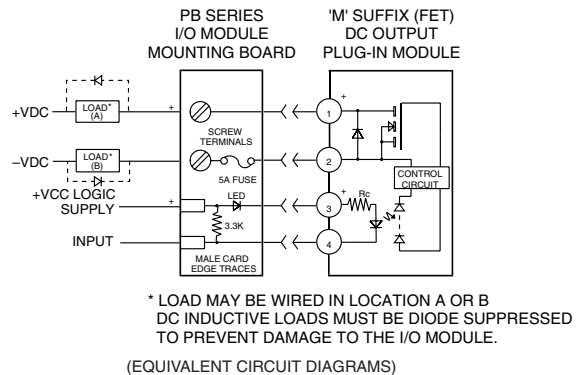 PB SERIES
I/O MODULE
MOUNTING BOARD
'M' SUFFIX (FET)
DC OUTPUT
PLUG-IN MODULE
+VDC
LOAD*
(A)
+
SCREW
TERMINALS
+
1
–VDC
LOAD*
(B)
5A FUSE
2
CONTROL
CIRCUIT
+VCC LOGIC
SUPPLY
+
LED
+
3
Rc
3.3K
INPUT
4
MALE CARD
EDGE TRACES
* LOAD MAY BE WIRED IN LOCATION A OR B
DC INDUCTIVE LOADS MUST BE DIODE SUPPRESSED
TO PREVENT DAMAGE TO THE I/O MODULE.
(EQUIVALENT CIRCUIT DIAGRAMS)